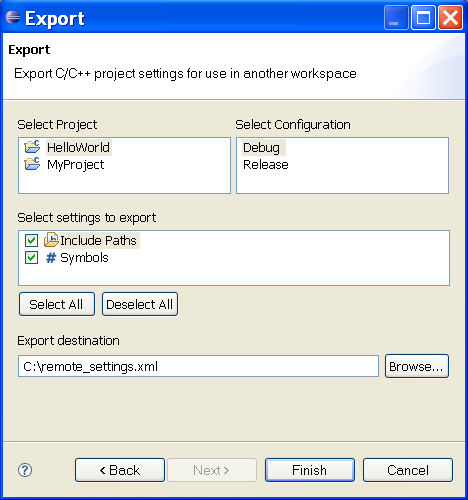 Export
Export
Export C/C++ project settings for use in another workspace
Select Project
Select Configuration
HelloWorld
MyProject
Debug
Release
Select settings to export
Include Paths
# Symbols
Select All
Deselect All
Export destination
C:\remote_settings.xml
Browse...
? 
< Back
Next >
Finish
Cancel